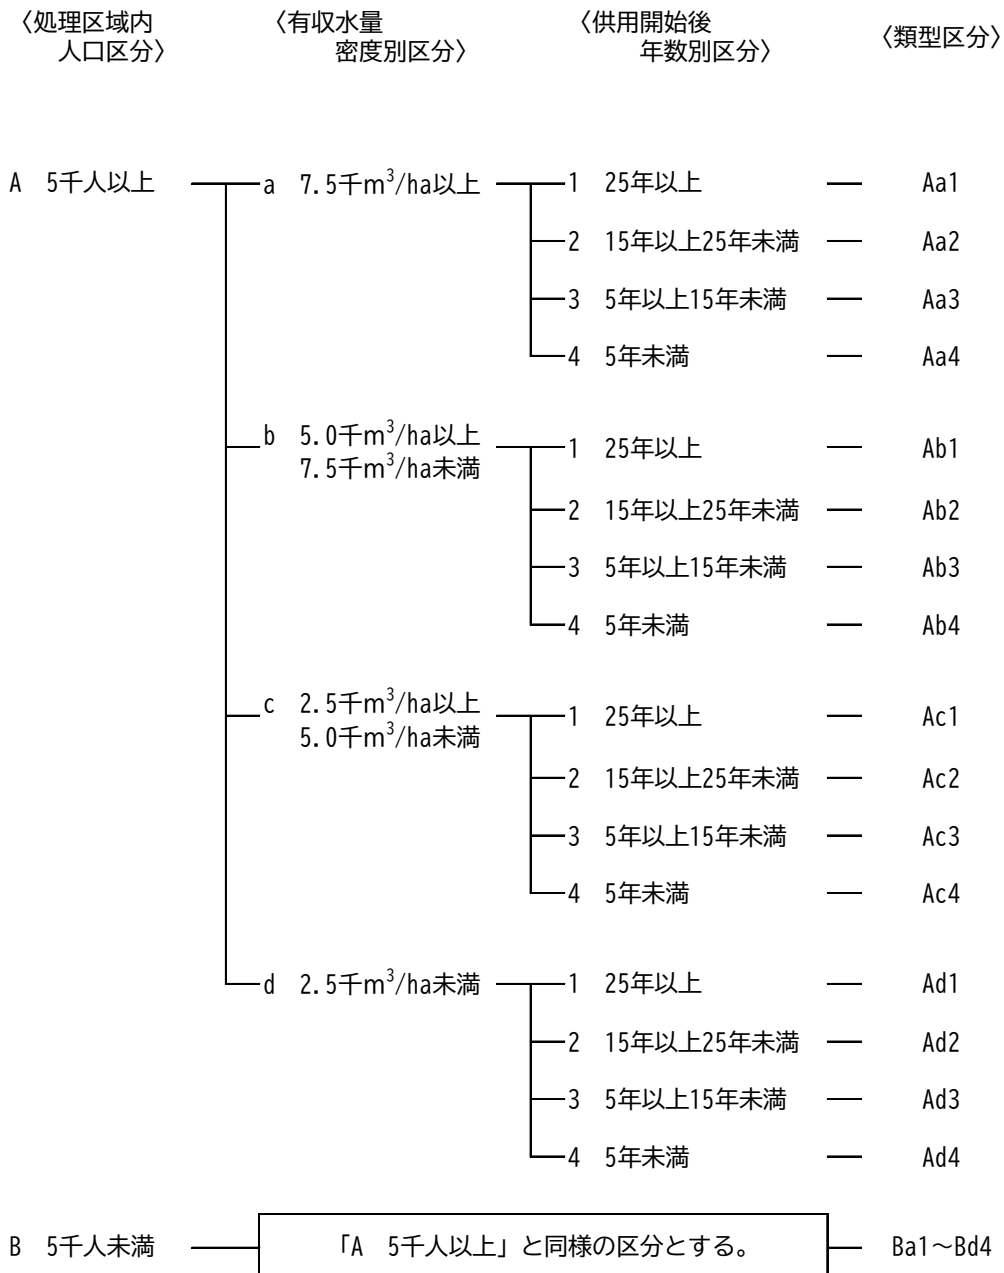 〈処理区域内 〈有収水量 〈供用開始後 〈類型区分〉
人口区分〉 密度別区分〉 年数別区分〉
A 5千人以上 a 7.5千m³/ha以上 1 25年以上 Aa1
2 15年以上25年未満 Aa2
3 5年以上15年未満 Aa3
4 5年未満 Aa4
b 5.0千m³/ha以上 1 25年以上 Ab1
7.5千m³/ha未満
2 15年以上25年未満 Ab2
3 5年以上15年未満 Ab3
4 5年未満 Ab4
c 2.5千m³/ha以上 1 25年以上 Ac1
5.0千m³/ha未満
2 15年以上25年未満 Ac2
3 5年以上15年未満 Ac3
4 5年未満 Ac4
d 2.5千m³/ha未満 1 25年以上 Ad1
2 15年以上25年未満 Ad2
3 5年以上15年未満 Ad3
4 5年未満 Ad4
B 5千人未満 「A 5千人以上」と同様の区分とする。 Ba1～Bd4